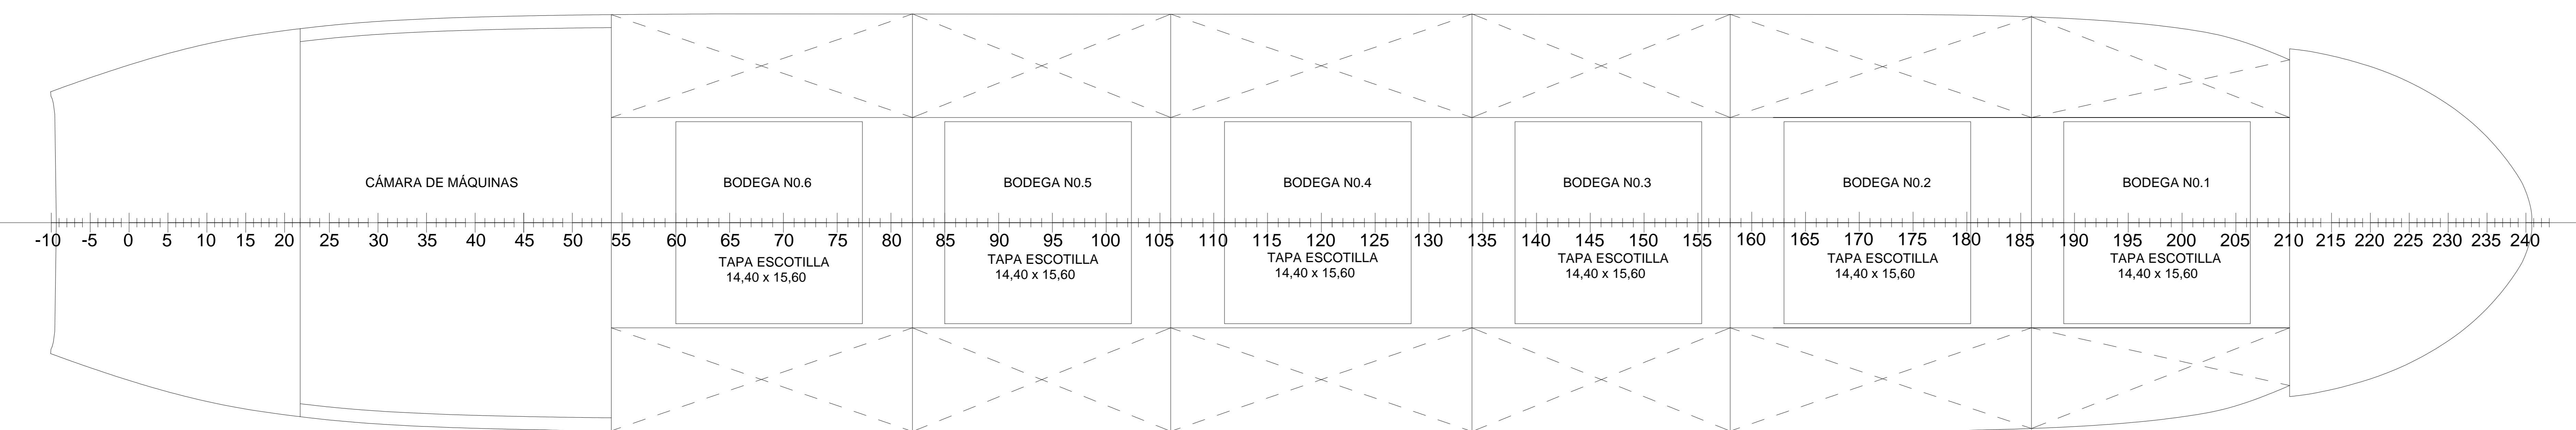 CÁMARA DE MÁQUINAS BODEGA N0.6 BODEGA N0.5 BODEGA N0.4 BODEGA N0.3 BODEGA N0.2 BODEGA N0.1
-10 -5 0 5 10 15 20 25 30 35 40 45 50 55 60 65 70 75 80 85 90 95 100 105 110 115 120 125 130 135 140 145 150 155 160 165 170 175 180 185 190 195 200 205 210 215 220 225 230 235 240
TAPA ESCOTILLA TAPA ESCOTILLA TAPA ESCOTILLA TAPA ESCOTILLA TAPA ESCOTILLA TAPA ESCOTILLA
14,40 x 15,60 14,40 x 15,60 14,40 x 15,60 14,40 x 15,60 14,40 x 15,60 14,40 x 15,60